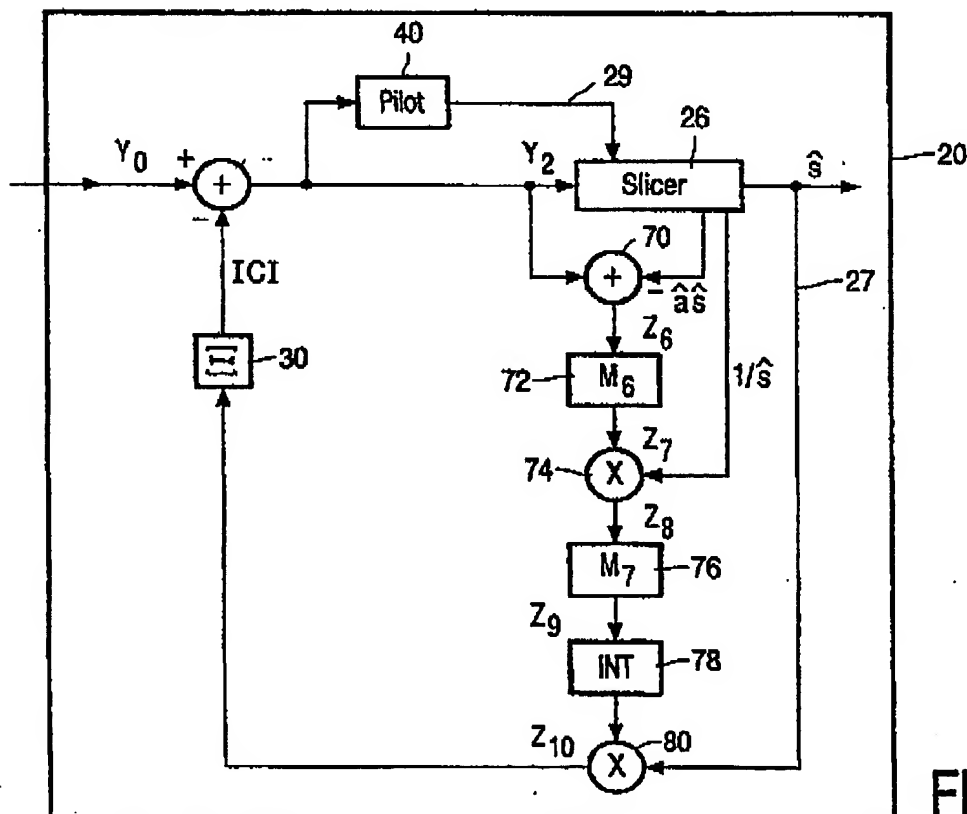 40
29
Pilot
26
Y0
+
+
–
Y2
Slicer
ŝ
20
70
+
– âŝ
27
ICI
Z6
Ξ
30
72
M6
1/ŝ
Z7
74
X
Z8
M7
76
Z9
INT
78
Z10
80
X